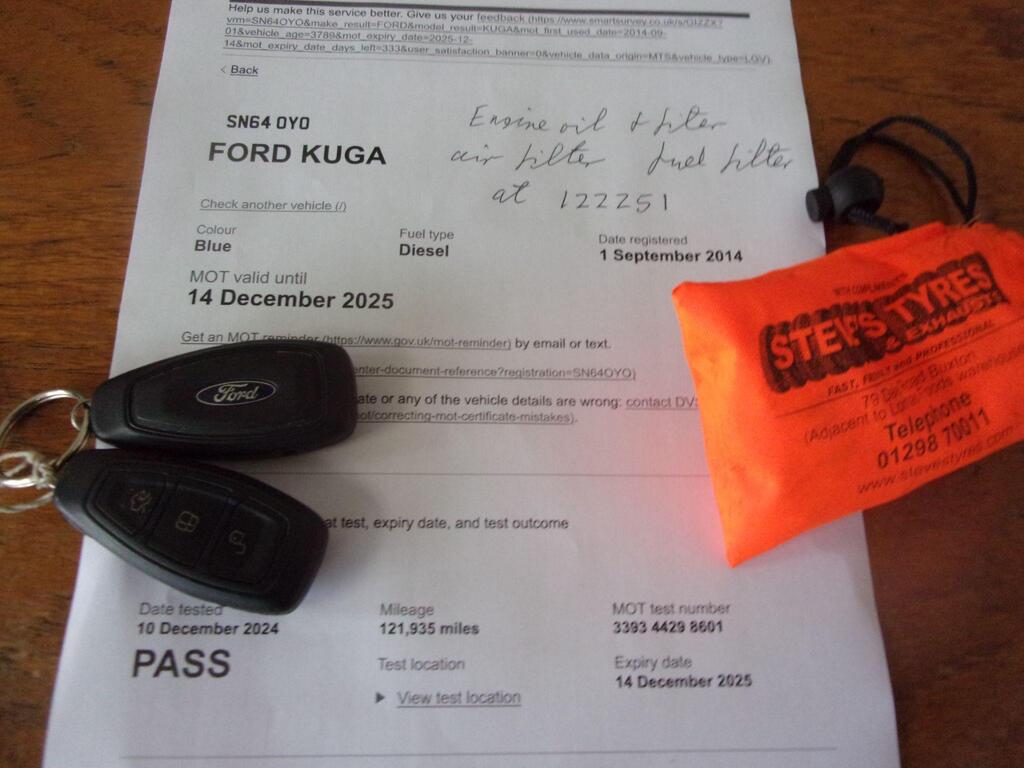 Help us make this service better. Give us your feedback (https://www.smartsurvey.co.uk/s/GIZZX?
vrm=SN64OYO&make_result=FORD&model_result=KUGA&mot_first_used_date=2014-09-
01&vehicle_age=3789&mot_expiry_date=2025-12-
14&mot_expiry_date_days_left=333&user_satisfaction_banner=0&vehicle_data_origin=MTS&vehicle_type=LGV).
Back
SN64 OYO
FORD KUGA
Engine oil & filter
air filter fuel filter
at 122251
Check another vehicle (/)
Colour
Blue
Fuel type
Diesel
Date registered
1 September 2014
MOT valid until
14 December 2025
Get an MOT reminder (https://www.gov.uk/mot-reminder) by email or text.
enter-document-reference?registration=SN64OYO)
ate or any of the vehicle details are wrong: contact DV
ot/correcting-mot-certificate-mistakes).
Ford
at test, expiry date, and test outcome
Date tested
10 December 2024
Mileage
121,935 miles
MOT test number
3393 4429 8601
PASS
Test location
View test location
Expiry date
14 December 2025
WITH COMPLIMENTS
STEVE'S TYRES
& EXHAUSTS
FAST, and PROFESSIONAL
79 Buxton
(Adjacent to warehouse
Telephone
01298 70011
www.stevestyres.com